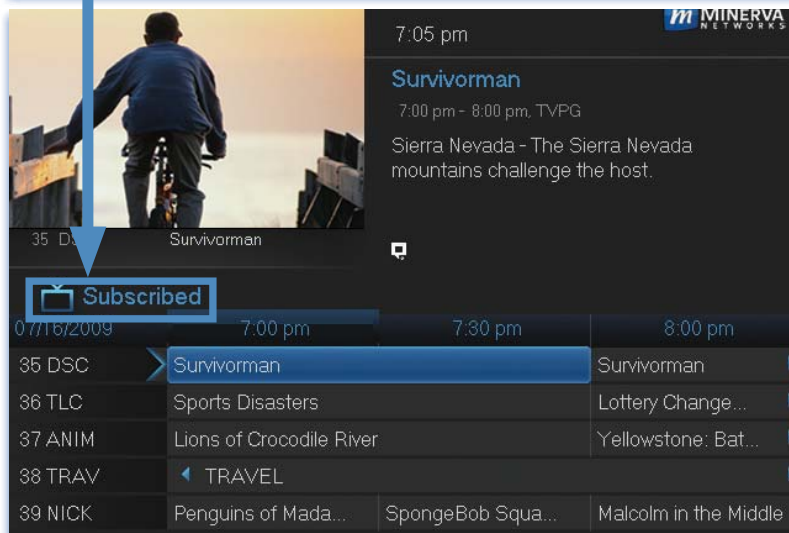 7:05 pm
MINERVA
NETWORKS
Survivorman
7:00 pm - 8:00 pm, TVPG
Sierra Nevada - The Sierra Nevada
mountains challenge the host.
35 Survivorman
Subscribed
07/16/2009 7:00 pm 7:30 pm 8:00 pm
35 DSC Survivorman Survivorman
36 TLC Sports Disasters Lottery Change...
37 ANIM Lions of Crocodile River Yellowstone: Bat...
38 TRAV TRAVEL
39 NICK Penguins of Mada... SpongeBob Squa... Malcolm in the Middle